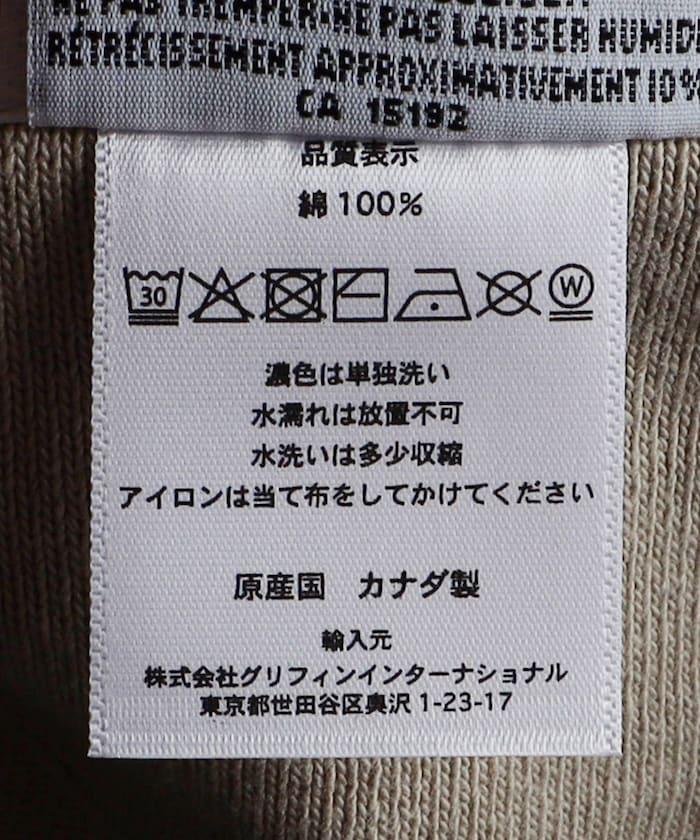 NE PAS TREMPER-NE PAS LAISSER HUMIDE
RÉTRÉCISSEMENT APPROXIMATIVEMENT 10%
CA 15192
品質表示
綿100%
30
W
濃色は単独洗い
水漏れは放置不可
水洗いは多少収縮
アイロンは当て布をしてかけてください
原産国 カナダ製
輸入元
株式会社グリフィンインターナショナル
東京都世田谷区奥沢1-23-17